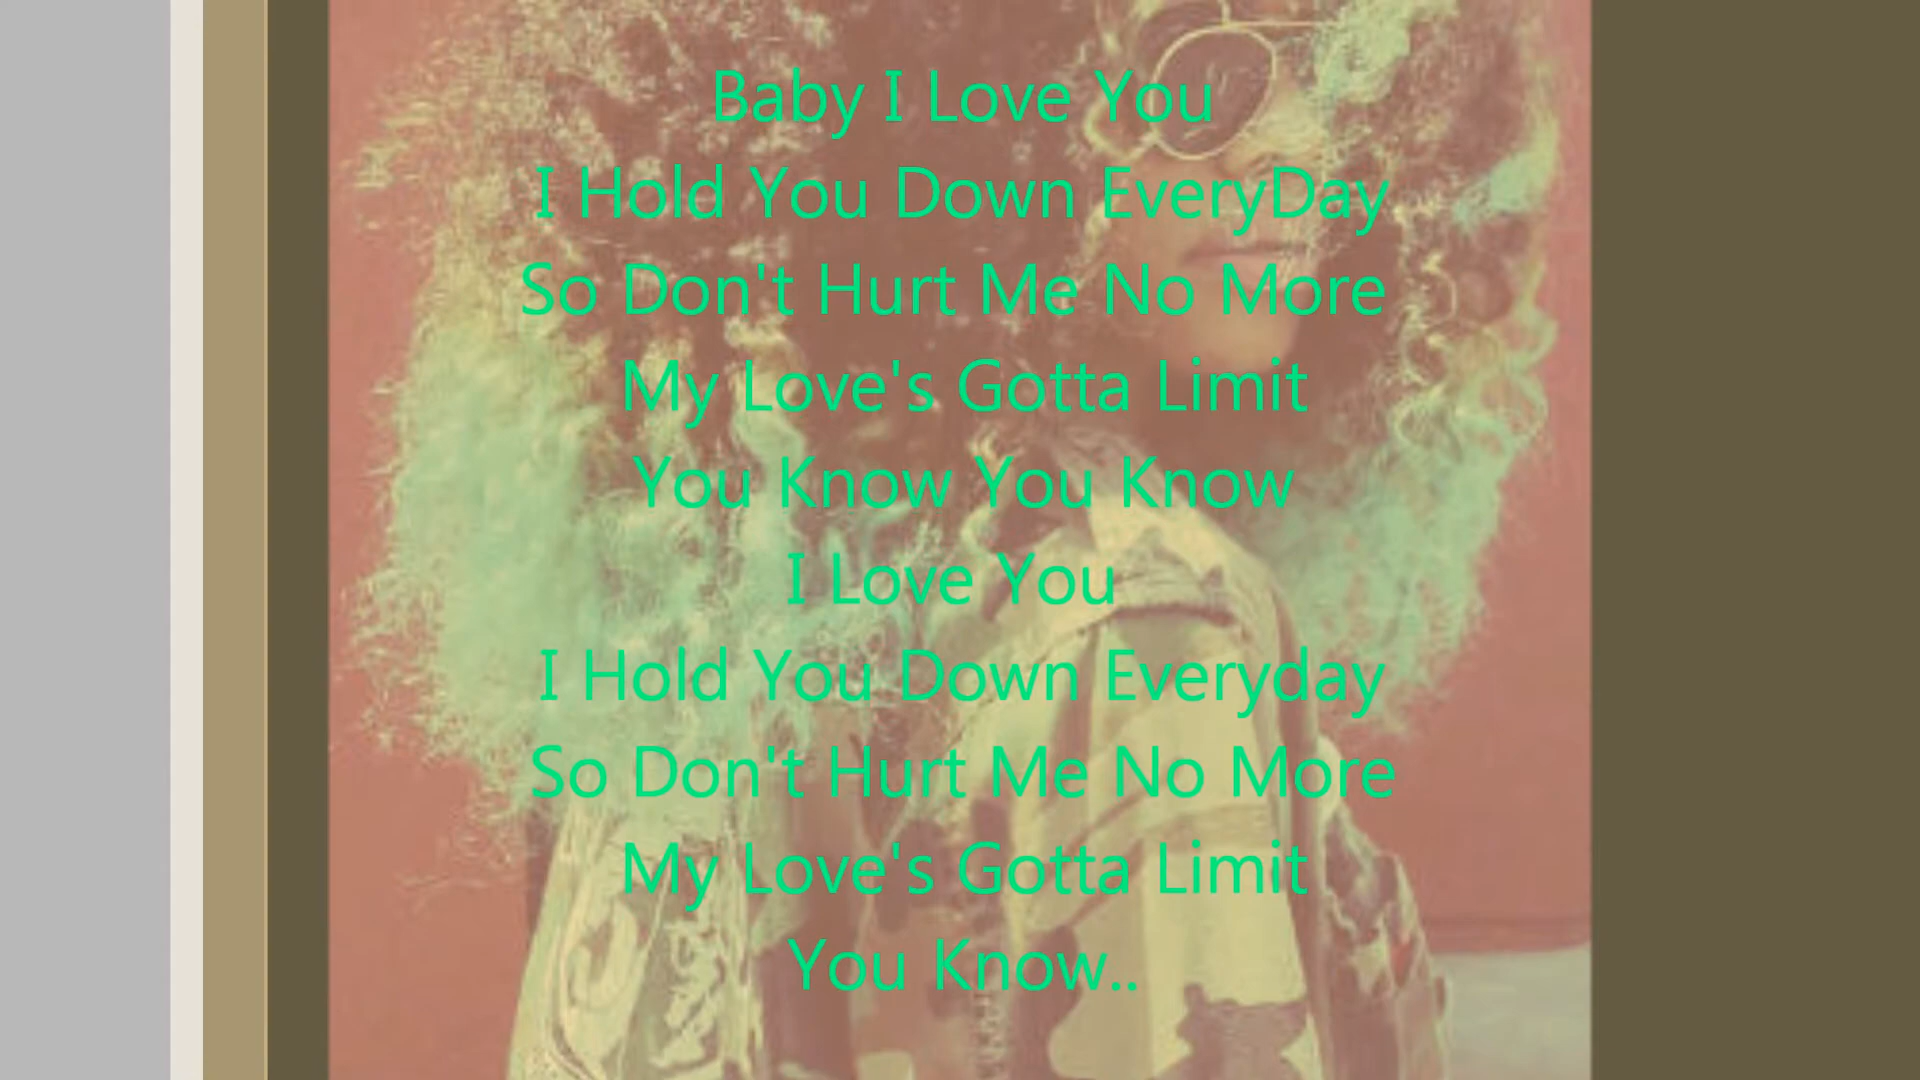 Baby I Love You
I Hold You Down EveryDay
So Don't Hurt Me No More
My Love's Gotta Limit
You Know You Know
I Love You
I Hold You Down Everyday
So Don't Hurt Me No More
My Love's Gotta Limit
You Know..